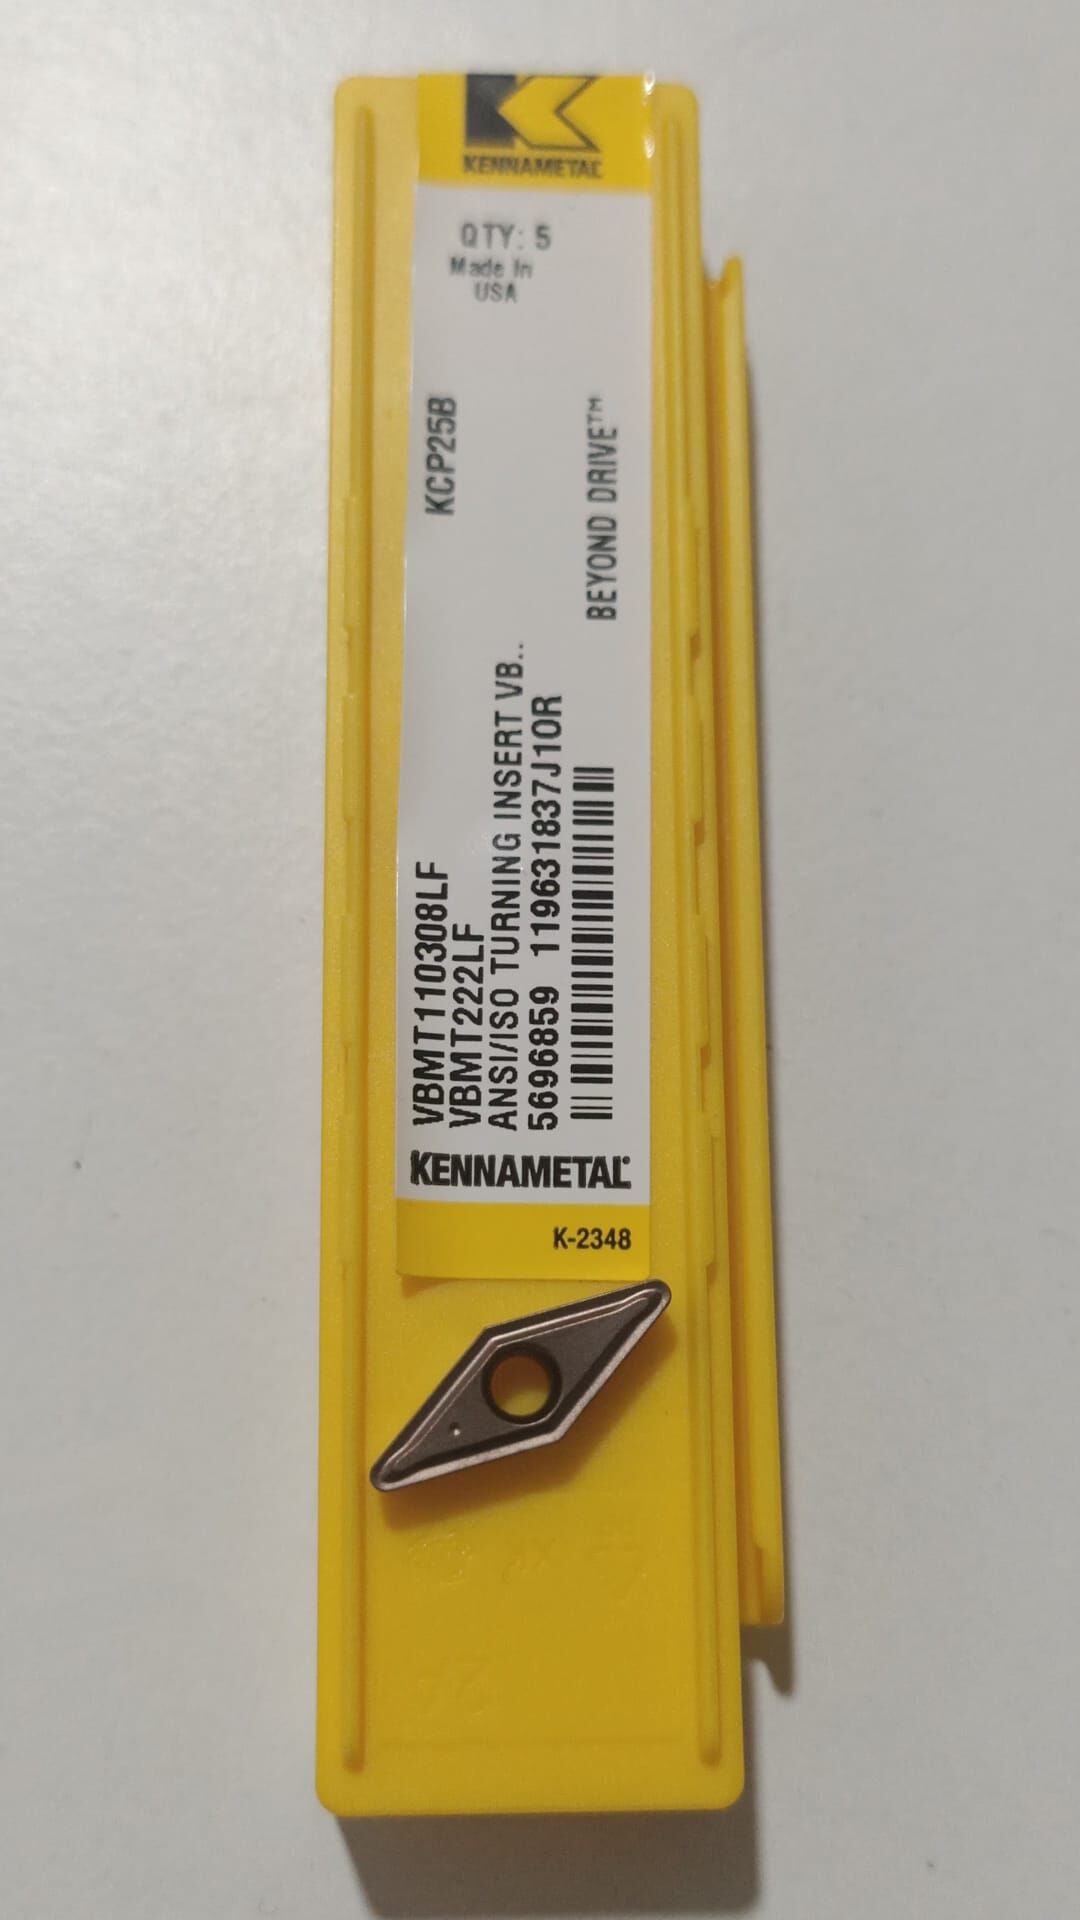 KENNAMETAL
QTY: 5
Made In
USA
KCP25B
BEYOND DRIVE™
VBMT110308LF
VBMT222LF
ANSI/ISO TURNING INSERT VB..
5696859 119631837J10R
KENNAMETAL®
K-2348